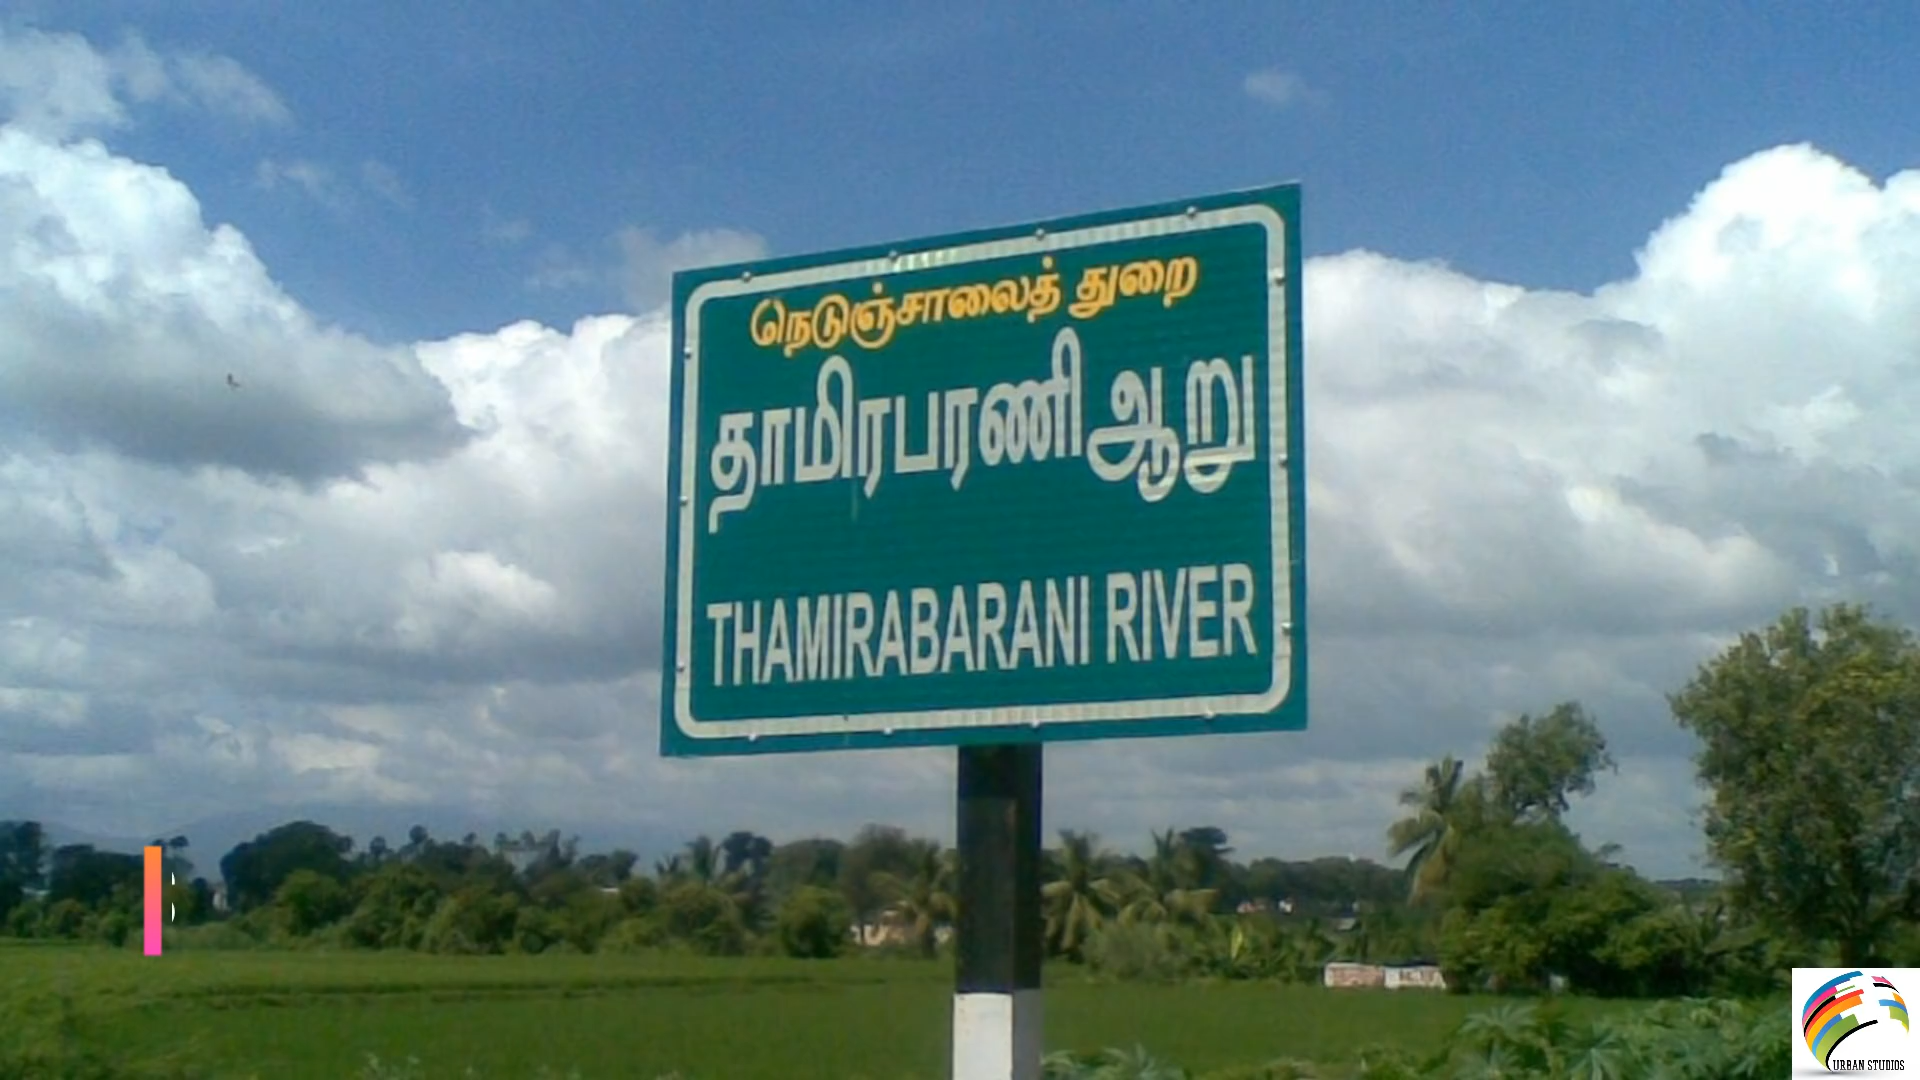 நெடுஞ்சாலைத் துறை
தாமிரபரணி ஆறு
THAMIRABARANI RIVER
URBAN STUDIOS